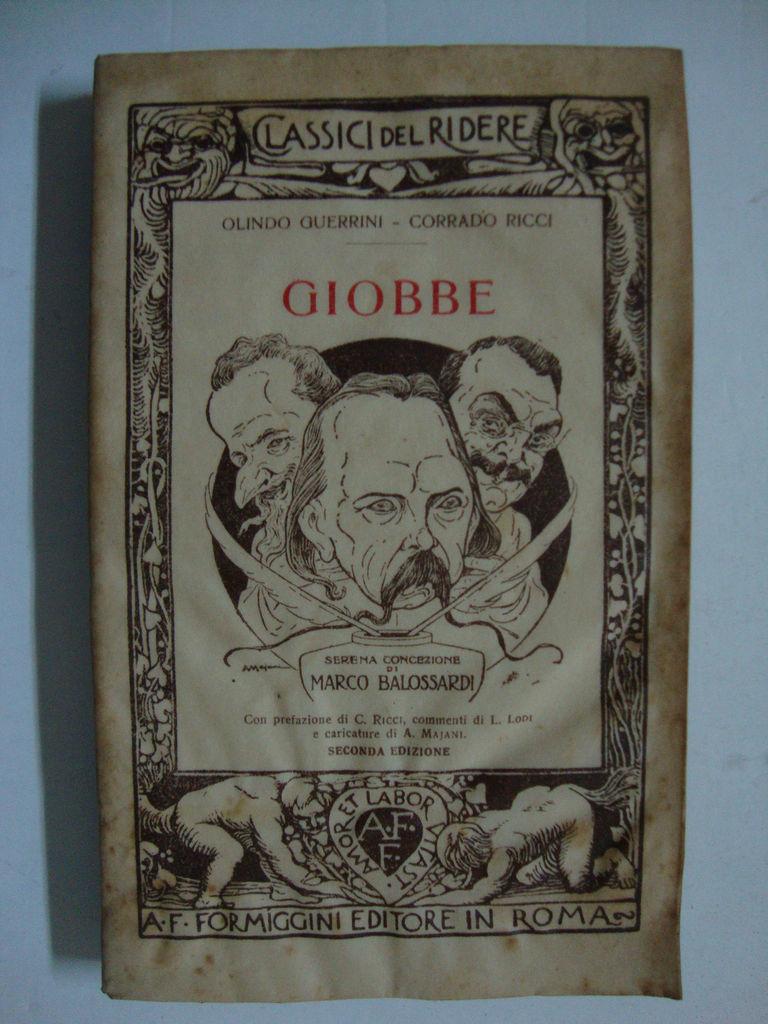 CLASSICI DEL RIDERE
OLINDO GUERRINI - CORRADO RICCI
GIOBBE
SERENA CONCEZIONE
DI
MARCO BALOSSARDI
Con prefazione di C. RICCI, commenti di L. LODI
e caricature di A. MAJANI.
SECONDA EDIZIONE
AMOR ET LABOR VITAST
A.F.
F.
A.F. FORMÍGGINI EDITORE IN ROMA